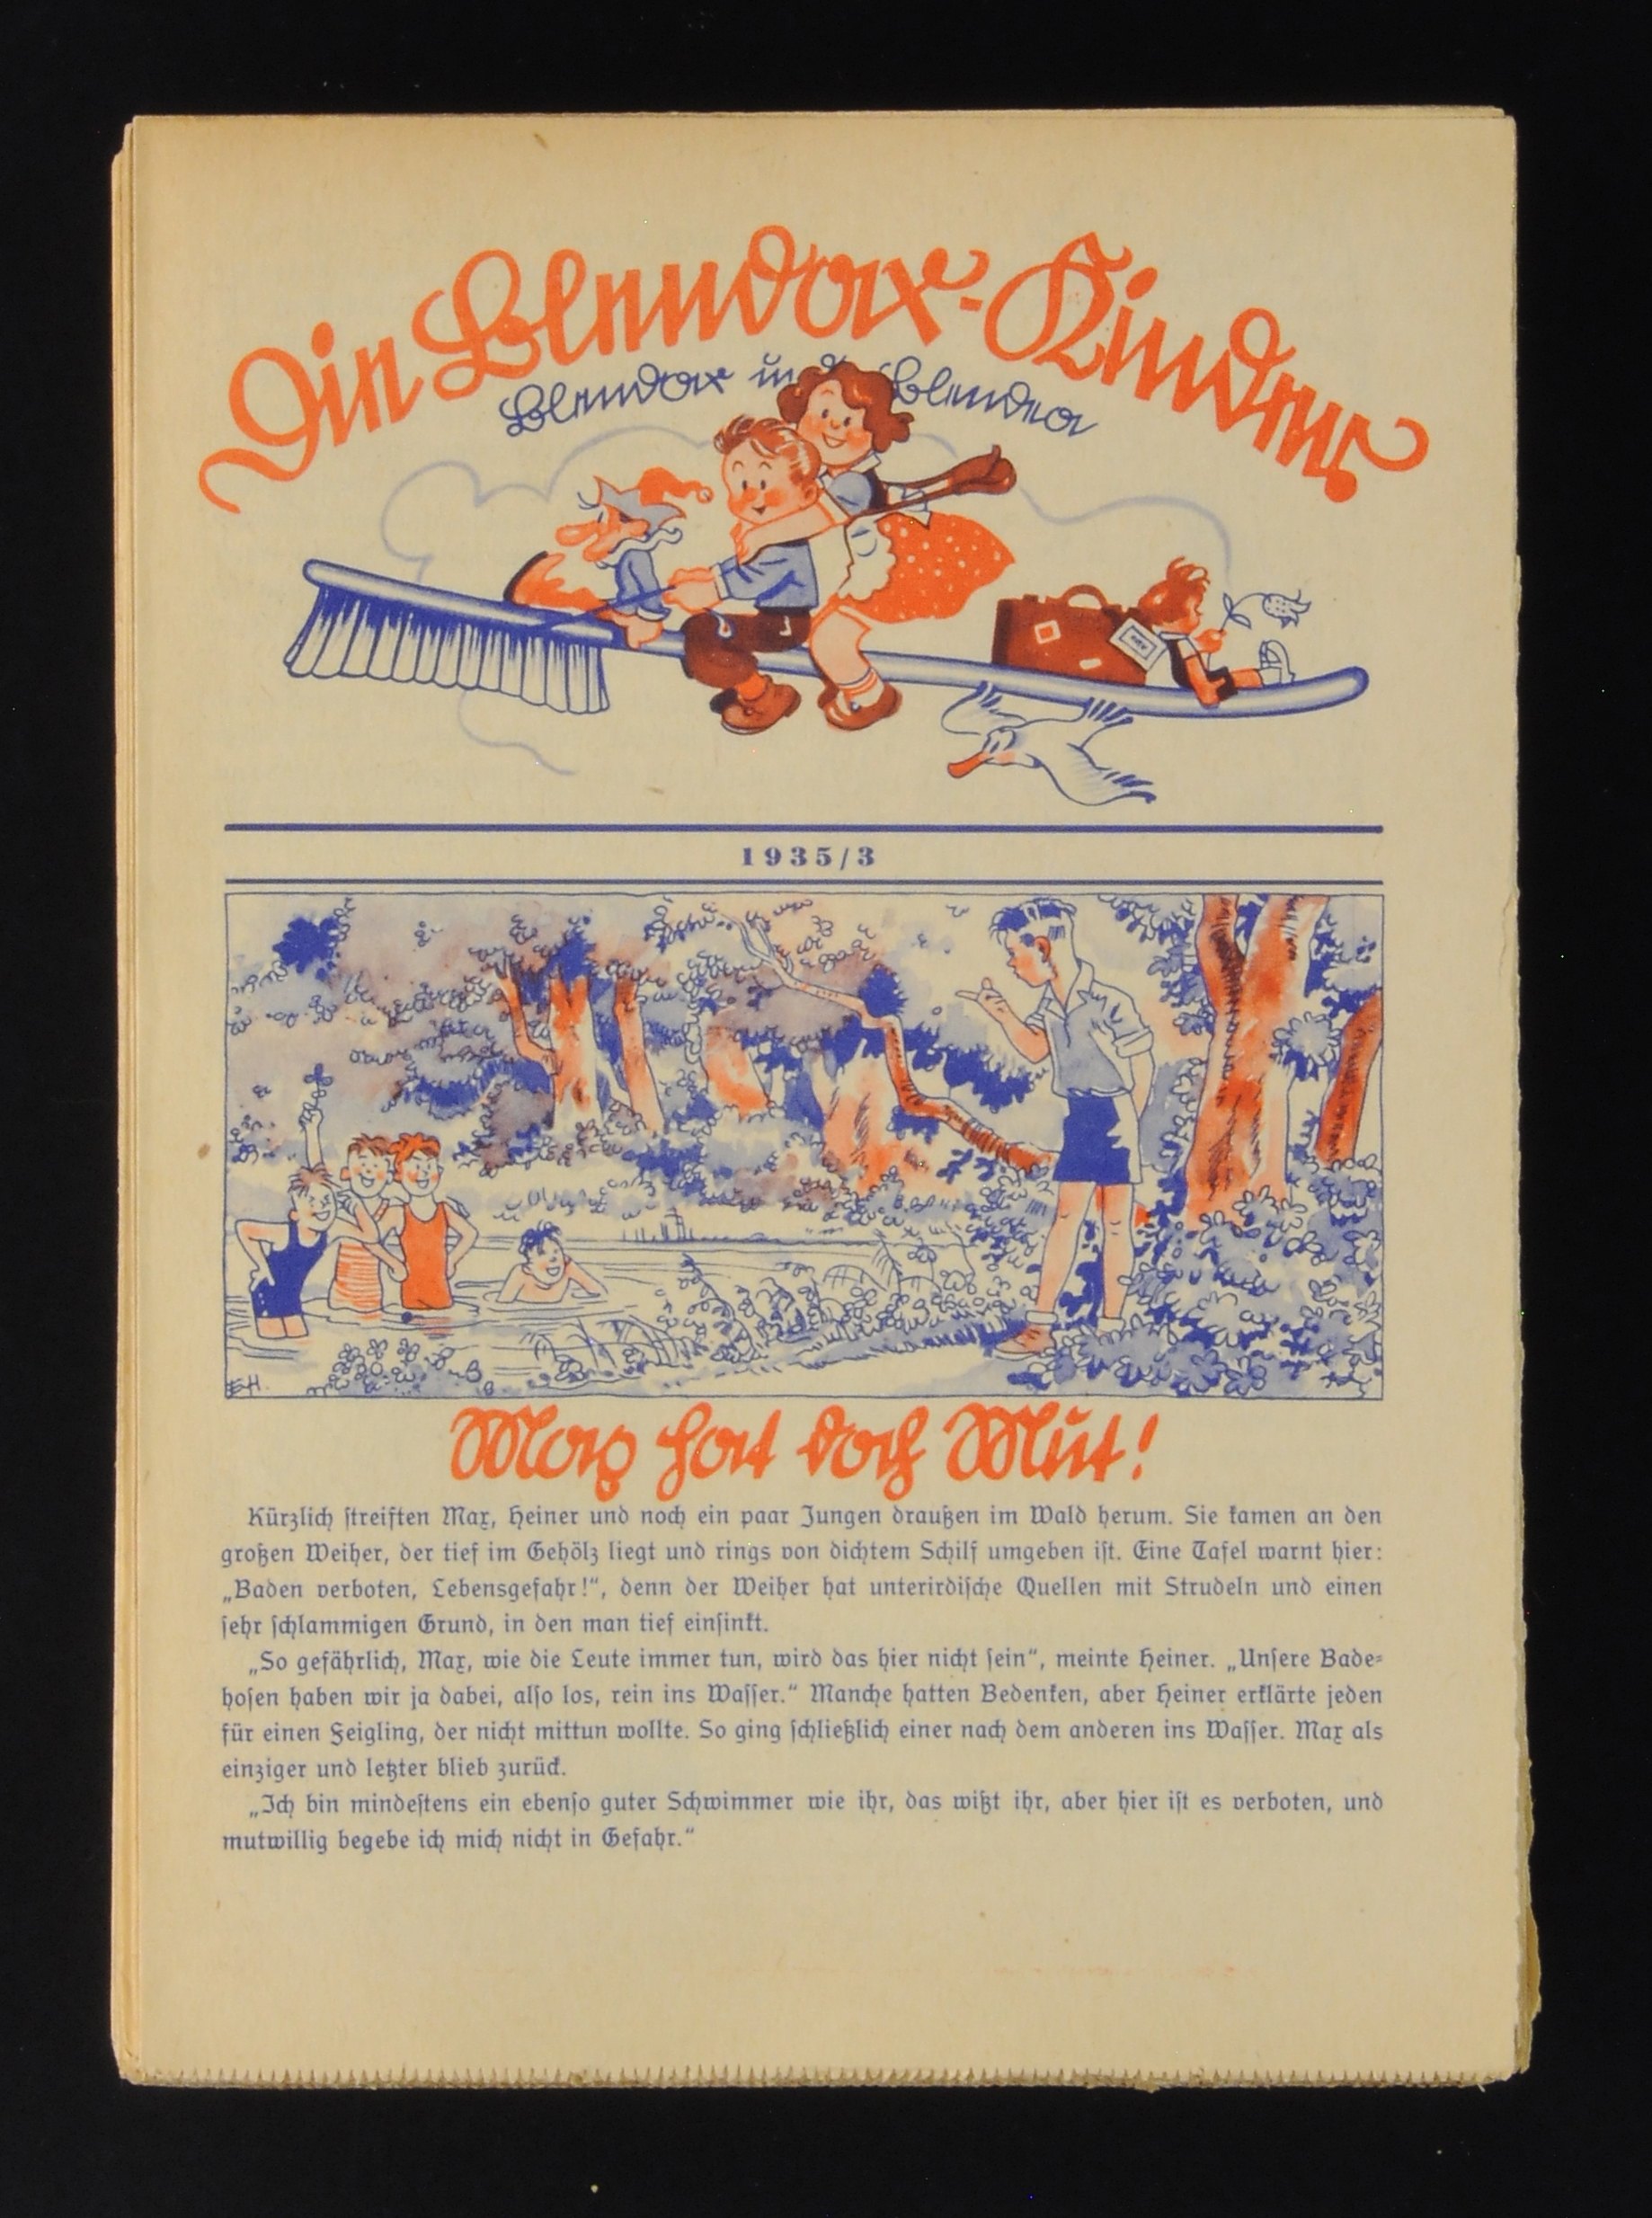 Die Blendax-Kinder
Blendax und Blendea
1935/3
EH.
Max hat doch Mut!
Kürzlich streiften Max, Heiner und noch ein paar Jungen draußen im Wald herum. Sie kamen an den
großen Weiher, der tief im Gehölz liegt und rings von dichtem Schilf umgeben ist. Eine Tafel warnt hier:
„Baden verboten, Lebensgefahr!“, denn der Weiher hat unterirdische Quellen mit Strudeln und einen
sehr schlammigen Grund, in den man tief einsinkt.
„So gefährlich, Max, wie die Leute immer tun, wird das hier nicht sein“, meinte Heiner. „Unsere Bade-
hosen haben wir ja dabei, also los, rein ins Wasser.“ Manche hatten Bedenken, aber Heiner erklärte jeden
für einen Feigling, der nicht mittun wollte. So ging schließlich einer nach dem anderen ins Wasser. Max als
einziger und letzter blieb zurück.
„Ich bin mindestens ein ebenso guter Schwimmer wie ihr, das wißt ihr, aber hier ist es verboten, und
mutwillig begebe ich mich nicht in Gefahr.“